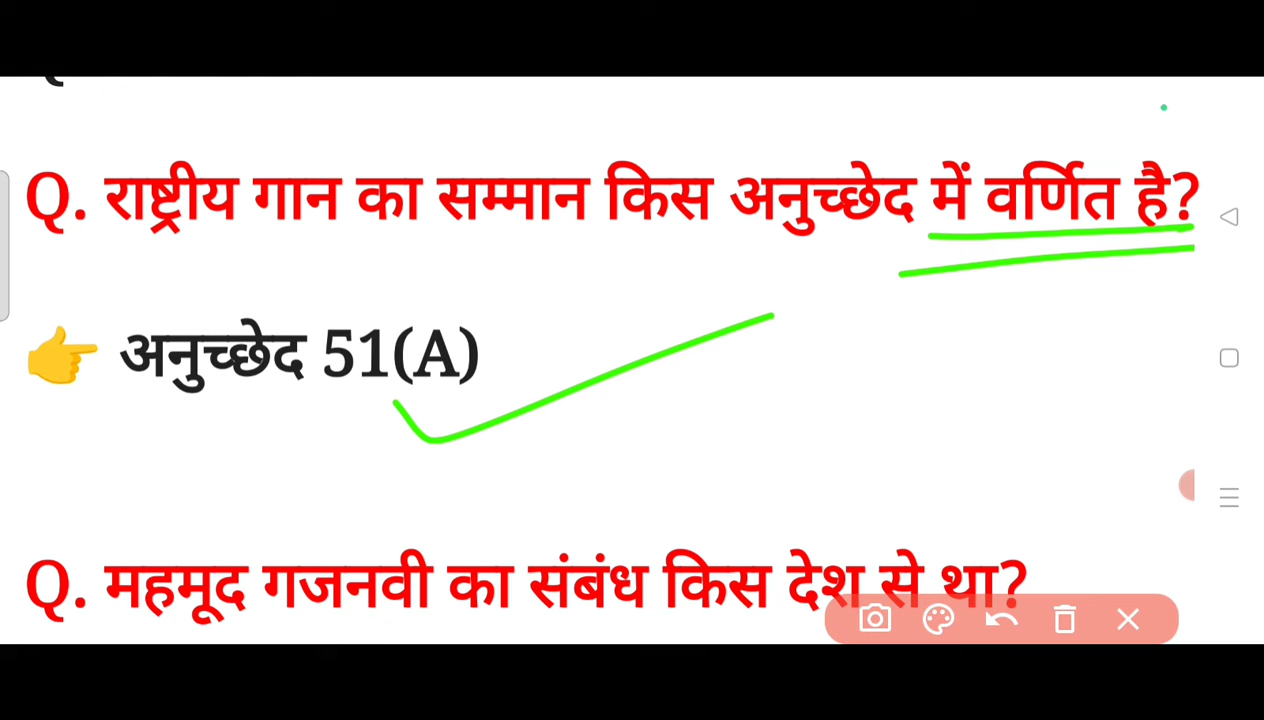 Q. राष्ट्रीय गान का सम्मान किस अनुच्छेद में वर्णित है?
👉 अनुच्छेद 51(A)
Q. महमूद गजनवी का संबंध किस देश से था?